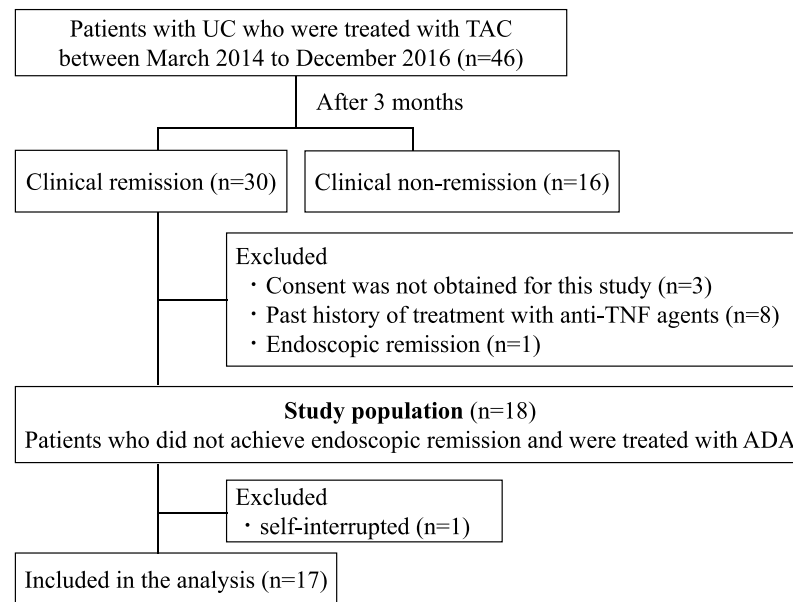 Patients with UC who were treated with TAC
between March 2014 to December 2016 (n=46)
After 3 months
Clinical remission (n=30)
Clinical non-remission (n=16)
Excluded
・Consent was not obtained for this study (n=3)
・Past history of treatment with anti-TNF agents (n=8)
・Endoscopic remission (n=1)
Study population (n=18)
Patients who did not achieve endoscopic remission and were treated with ADA
Excluded
・self-interrupted (n=1)
Included in the analysis (n=17)